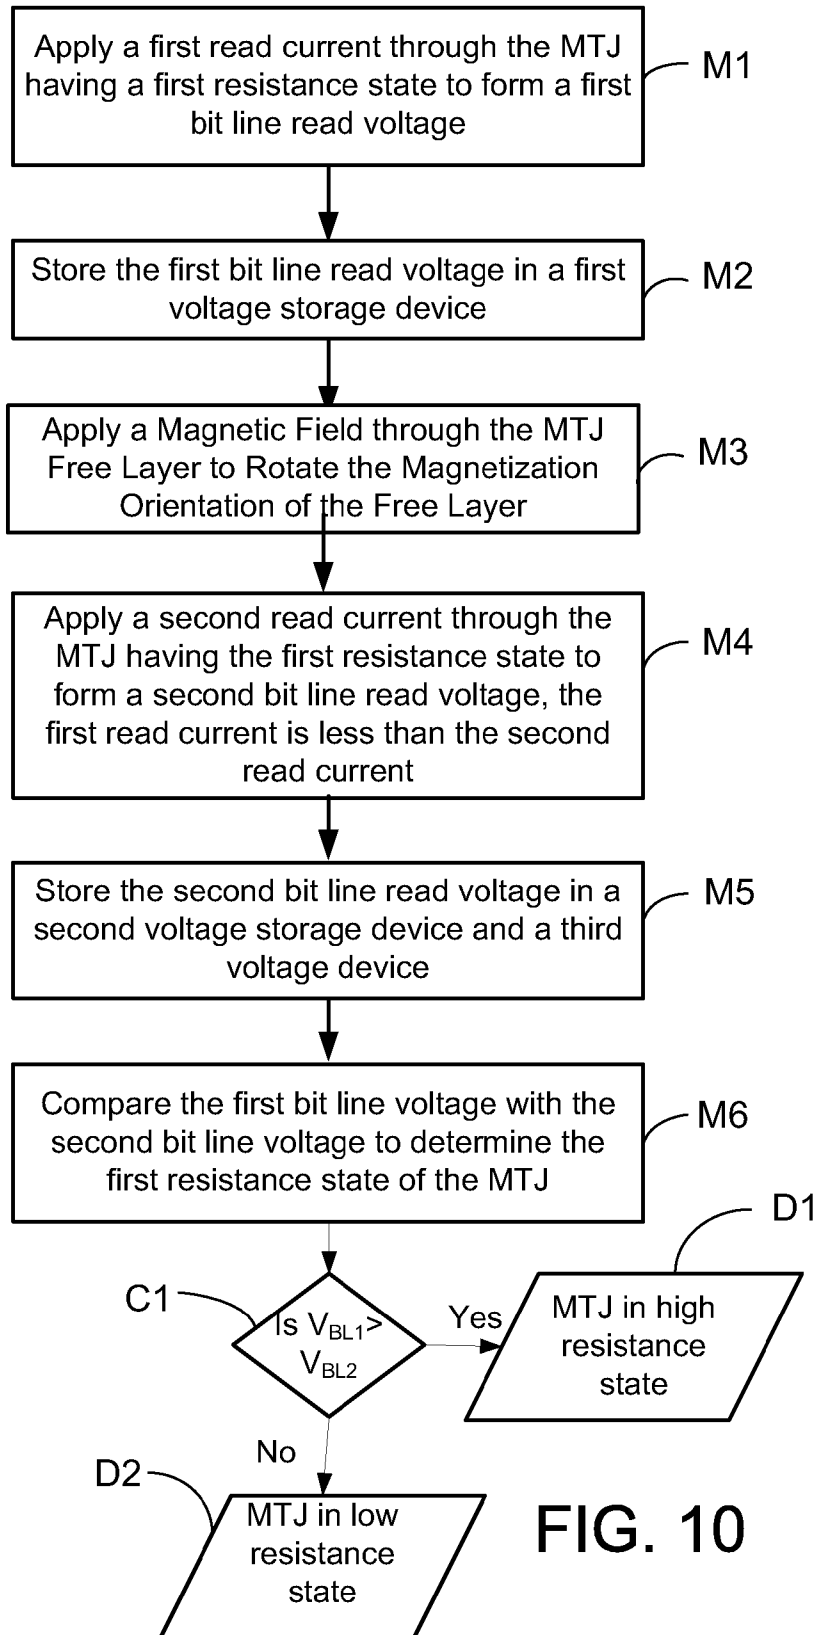 Apply a first read current through the MTJ
having a first resistance state to form a first
bit line read voltage
M1
Store the first bit line read voltage in a first
voltage storage device
M2
Apply a Magnetic Field through the MTJ
Free Layer to Rotate the Magnetization
Orientation of the Free Layer
M3
Apply a second read current through the
MTJ having the first resistance state to
form a second bit line read voltage, the
first read current is less than the second
read current
M4
Store the second bit line read voltage in a
second voltage storage device and a third
voltage device
M5
Compare the first bit line voltage with the
second bit line voltage to determine the
first resistance state of the MTJ
M6
D1
C1
Is VBL1>
VBL2
Yes
MTJ in high
resistance
state
No
D2
MTJ in low
resistance
state
FIG. 10